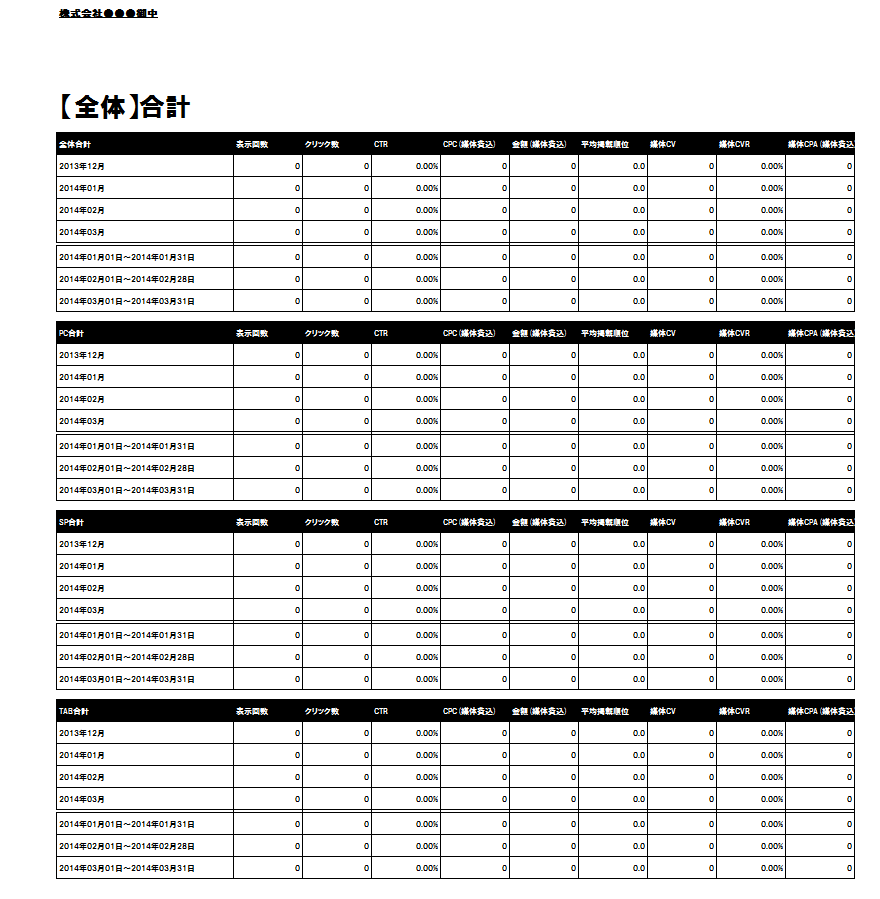 株式会社●●●御中
【全体】合計
全体合計 表示回数 クリック数 CTR CPC（媒体費込） 金額（媒体費込） 平均掲載順位 媒体CV 媒体CVR 媒体CPA（媒体費込）
2013年12月 0 0 0.00% 0 0 0.0 0 0.00% 0
2014年01月 0 0 0.00% 0 0 0.0 0 0.00% 0
2014年02月 0 0 0.00% 0 0 0.0 0 0.00% 0
2014年03月 0 0 0.00% 0 0 0.0 0 0.00% 0
2014年01月01日～2014年01月31日 0 0 0.00% 0 0 0.0 0 0.00% 0
2014年02月01日～2014年02月28日 0 0 0.00% 0 0 0.0 0 0.00% 0
2014年03月01日～2014年03月31日 0 0 0.00% 0 0 0.0 0 0.00% 0
PC合計 表示回数 クリック数 CTR CPC（媒体費込） 金額（媒体費込） 平均掲載順位 媒体CV 媒体CVR 媒体CPA（媒体費込）
2013年12月 0 0 0.00% 0 0 0.0 0 0.00% 0
2014年01月 0 0 0.00% 0 0 0.0 0 0.00% 0
2014年02月 0 0 0.00% 0 0 0.0 0 0.00% 0
2014年03月 0 0 0.00% 0 0 0.0 0 0.00% 0
2014年01月01日～2014年01月31日 0 0 0.00% 0 0 0.0 0 0.00% 0
2014年02月01日～2014年02月28日 0 0 0.00% 0 0 0.0 0 0.00% 0
2014年03月01日～2014年03月31日 0 0 0.00% 0 0 0.0 0 0.00% 0
SP合計 表示回数 クリック数 CTR CPC（媒体費込） 金額（媒体費込） 平均掲載順位 媒体CV 媒体CVR 媒体CPA（媒体費込）
2013年12月 0 0 0.00% 0 0 0.0 0 0.00% 0
2014年01月 0 0 0.00% 0 0 0.0 0 0.00% 0
2014年02月 0 0 0.00% 0 0 0.0 0 0.00% 0
2014年03月 0 0 0.00% 0 0 0.0 0 0.00% 0
2014年01月01日～2014年01月31日 0 0 0.00% 0 0 0.0 0 0.00% 0
2014年02月01日～2014年02月28日 0 0 0.00% 0 0 0.0 0 0.00% 0
2014年03月01日～2014年03月31日 0 0 0.00% 0 0 0.0 0 0.00% 0
TAB合計 表示回数 クリック数 CTR CPC（媒体費込） 金額（媒体費込） 平均掲載順位 媒体CV 媒体CVR 媒体CPA（媒体費込）
2013年12月 0 0 0.00% 0 0 0.0 0 0.00% 0
2014年01月 0 0 0.00% 0 0 0.0 0 0.00% 0
2014年02月 0 0 0.00% 0 0 0.0 0 0.00% 0
2014年03月 0 0 0.00% 0 0 0.0 0 0.00% 0
2014年01月01日～2014年01月31日 0 0 0.00% 0 0 0.0 0 0.00% 0
2014年02月01日～2014年02月28日 0 0 0.00% 0 0 0.0 0 0.00% 0
2014年03月01日～2014年03月31日 0 0 0.00% 0 0 0.0 0 0.00% 0